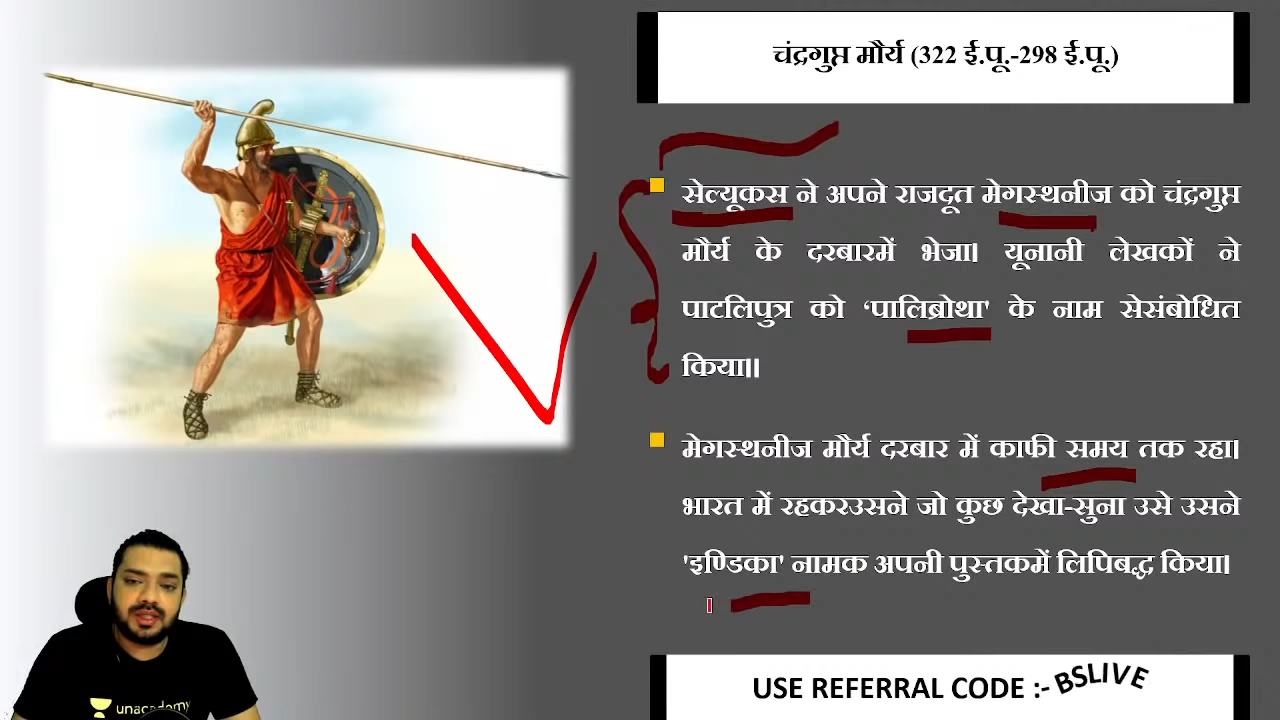 चंद्रगुप्त मौर्य (322 ई.पू.-298 ई.पू.)
सेल्यूकस ने अपने राजदूत मेगस्थनीज को चंद्रगुप्त
मौर्य के दरबारमें भेजा। यूनानी लेखकों ने
पाटलिपुत्र को ‘पालिब्रोथा' के नाम सेसंबोधित
किया॥
मेगस्थनीज मौर्य दरबार में काफी समय तक रहा।
भारत में रहकरउसने जो कुछ देखा-सुना उसे उसने
'इण्डिका' नामक अपनी पुस्तकमें लिपिबद्ध किया।
unacademy
USE REFERRAL CODE :- BSLIVE